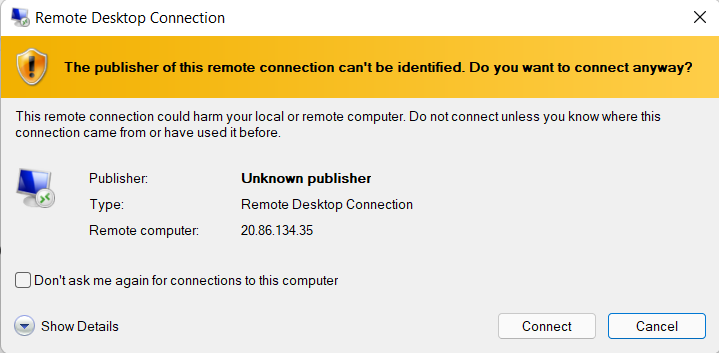 Remote Desktop Connection
The publisher of this remote connection can't be identified. Do you want to connect anyway?
This remote connection could harm your local or remote computer. Do not connect unless you know where this
connection came from or have used it before.
Publisher: Unknown publisher
Type: Remote Desktop Connection
Remote computer: 20.86.134.35
Don't ask me again for connections to this computer
Show Details Connect Cancel